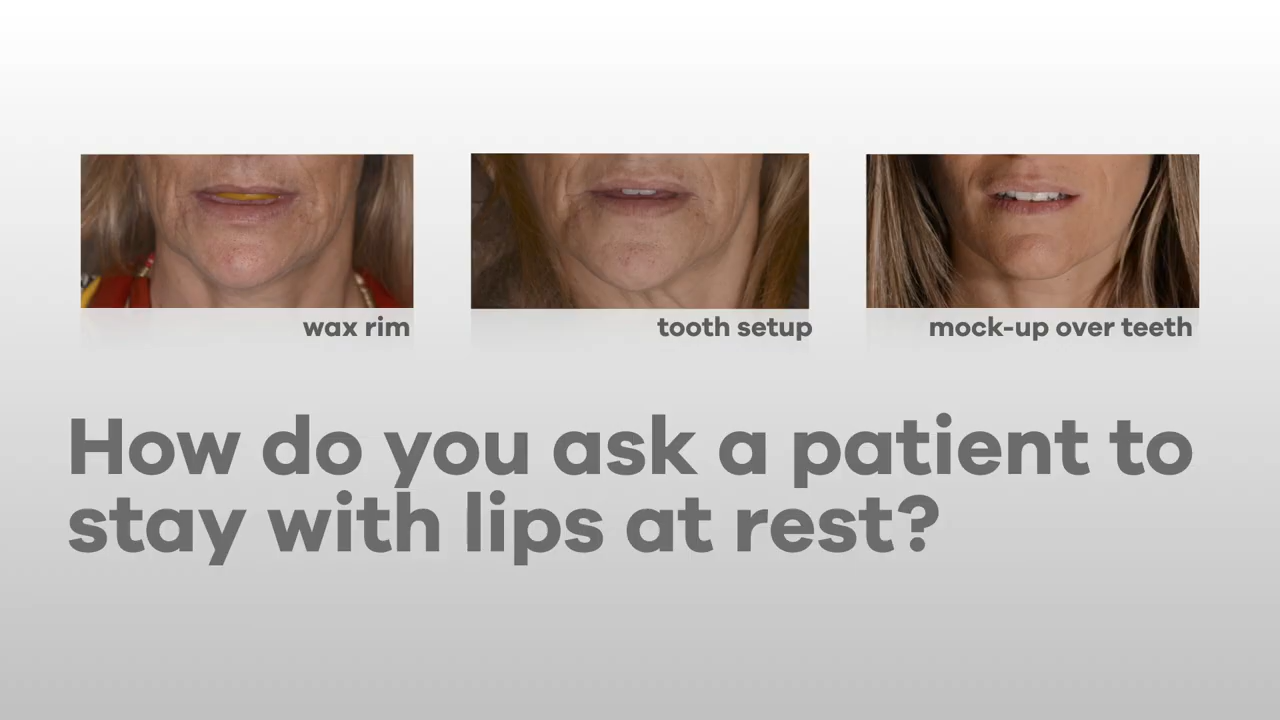 wax rim
tooth setup
mock-up over teeth
How do you ask a patient to
stay with lips at rest?